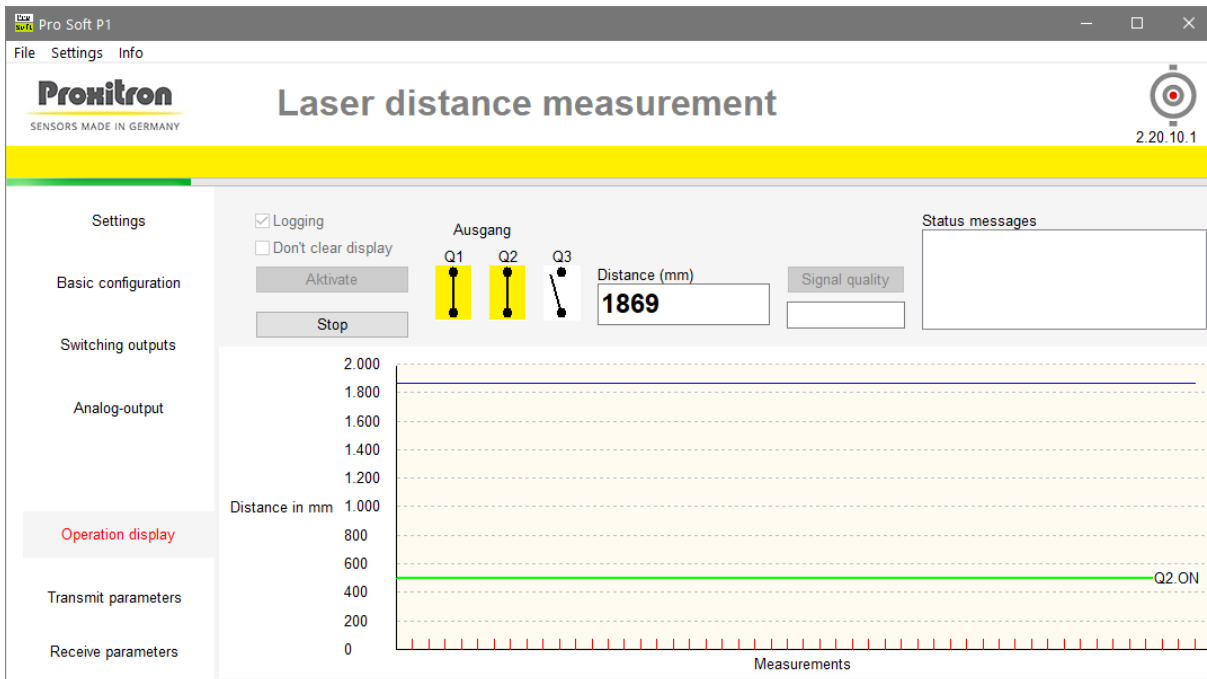 Pro Soft P1
File Settings Info
Proxitron
SENSORS MADE IN GERMANY
Laser distance measurement
2.20.10.1
Settings
Basic configuration
Switching outputs
Analog-output
Operation display
Transmit parameters
Receive parameters
Logging
Don't clear display
Aktivate
Stop
Ausgang
Q1 Q2 Q3
Distance (mm)
1869
Signal quality
Status messages
Distance in mm
2.000
1.800
1.600
1.400
1.200
1.000
800
600
400
200
0
Q2.ON
Measurements